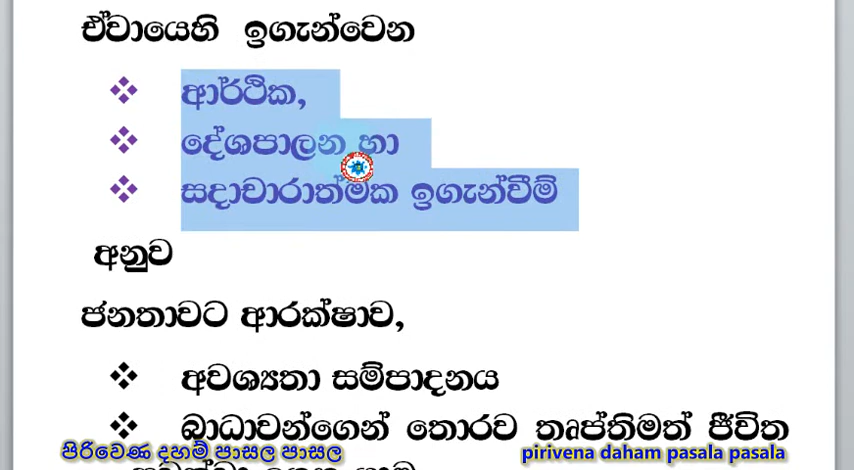 ඒවායෙහි ඉගැන්වෙන
❖ ආර්ථික,
❖ දේශපාලන හා
❖ සදාචාරාත්මක ඉගැන්වීම්
අනුව
ජනතාවට ආරක්ෂාව,
❖ අවශ්‍යතා සම්පාදනය
❖ බාධාවන්ගෙන් තොරව තෘප්තිමත් ජීවිත
පිරිවෙණ දහම් පාසල පාසල
pirivena daham pasala pasala